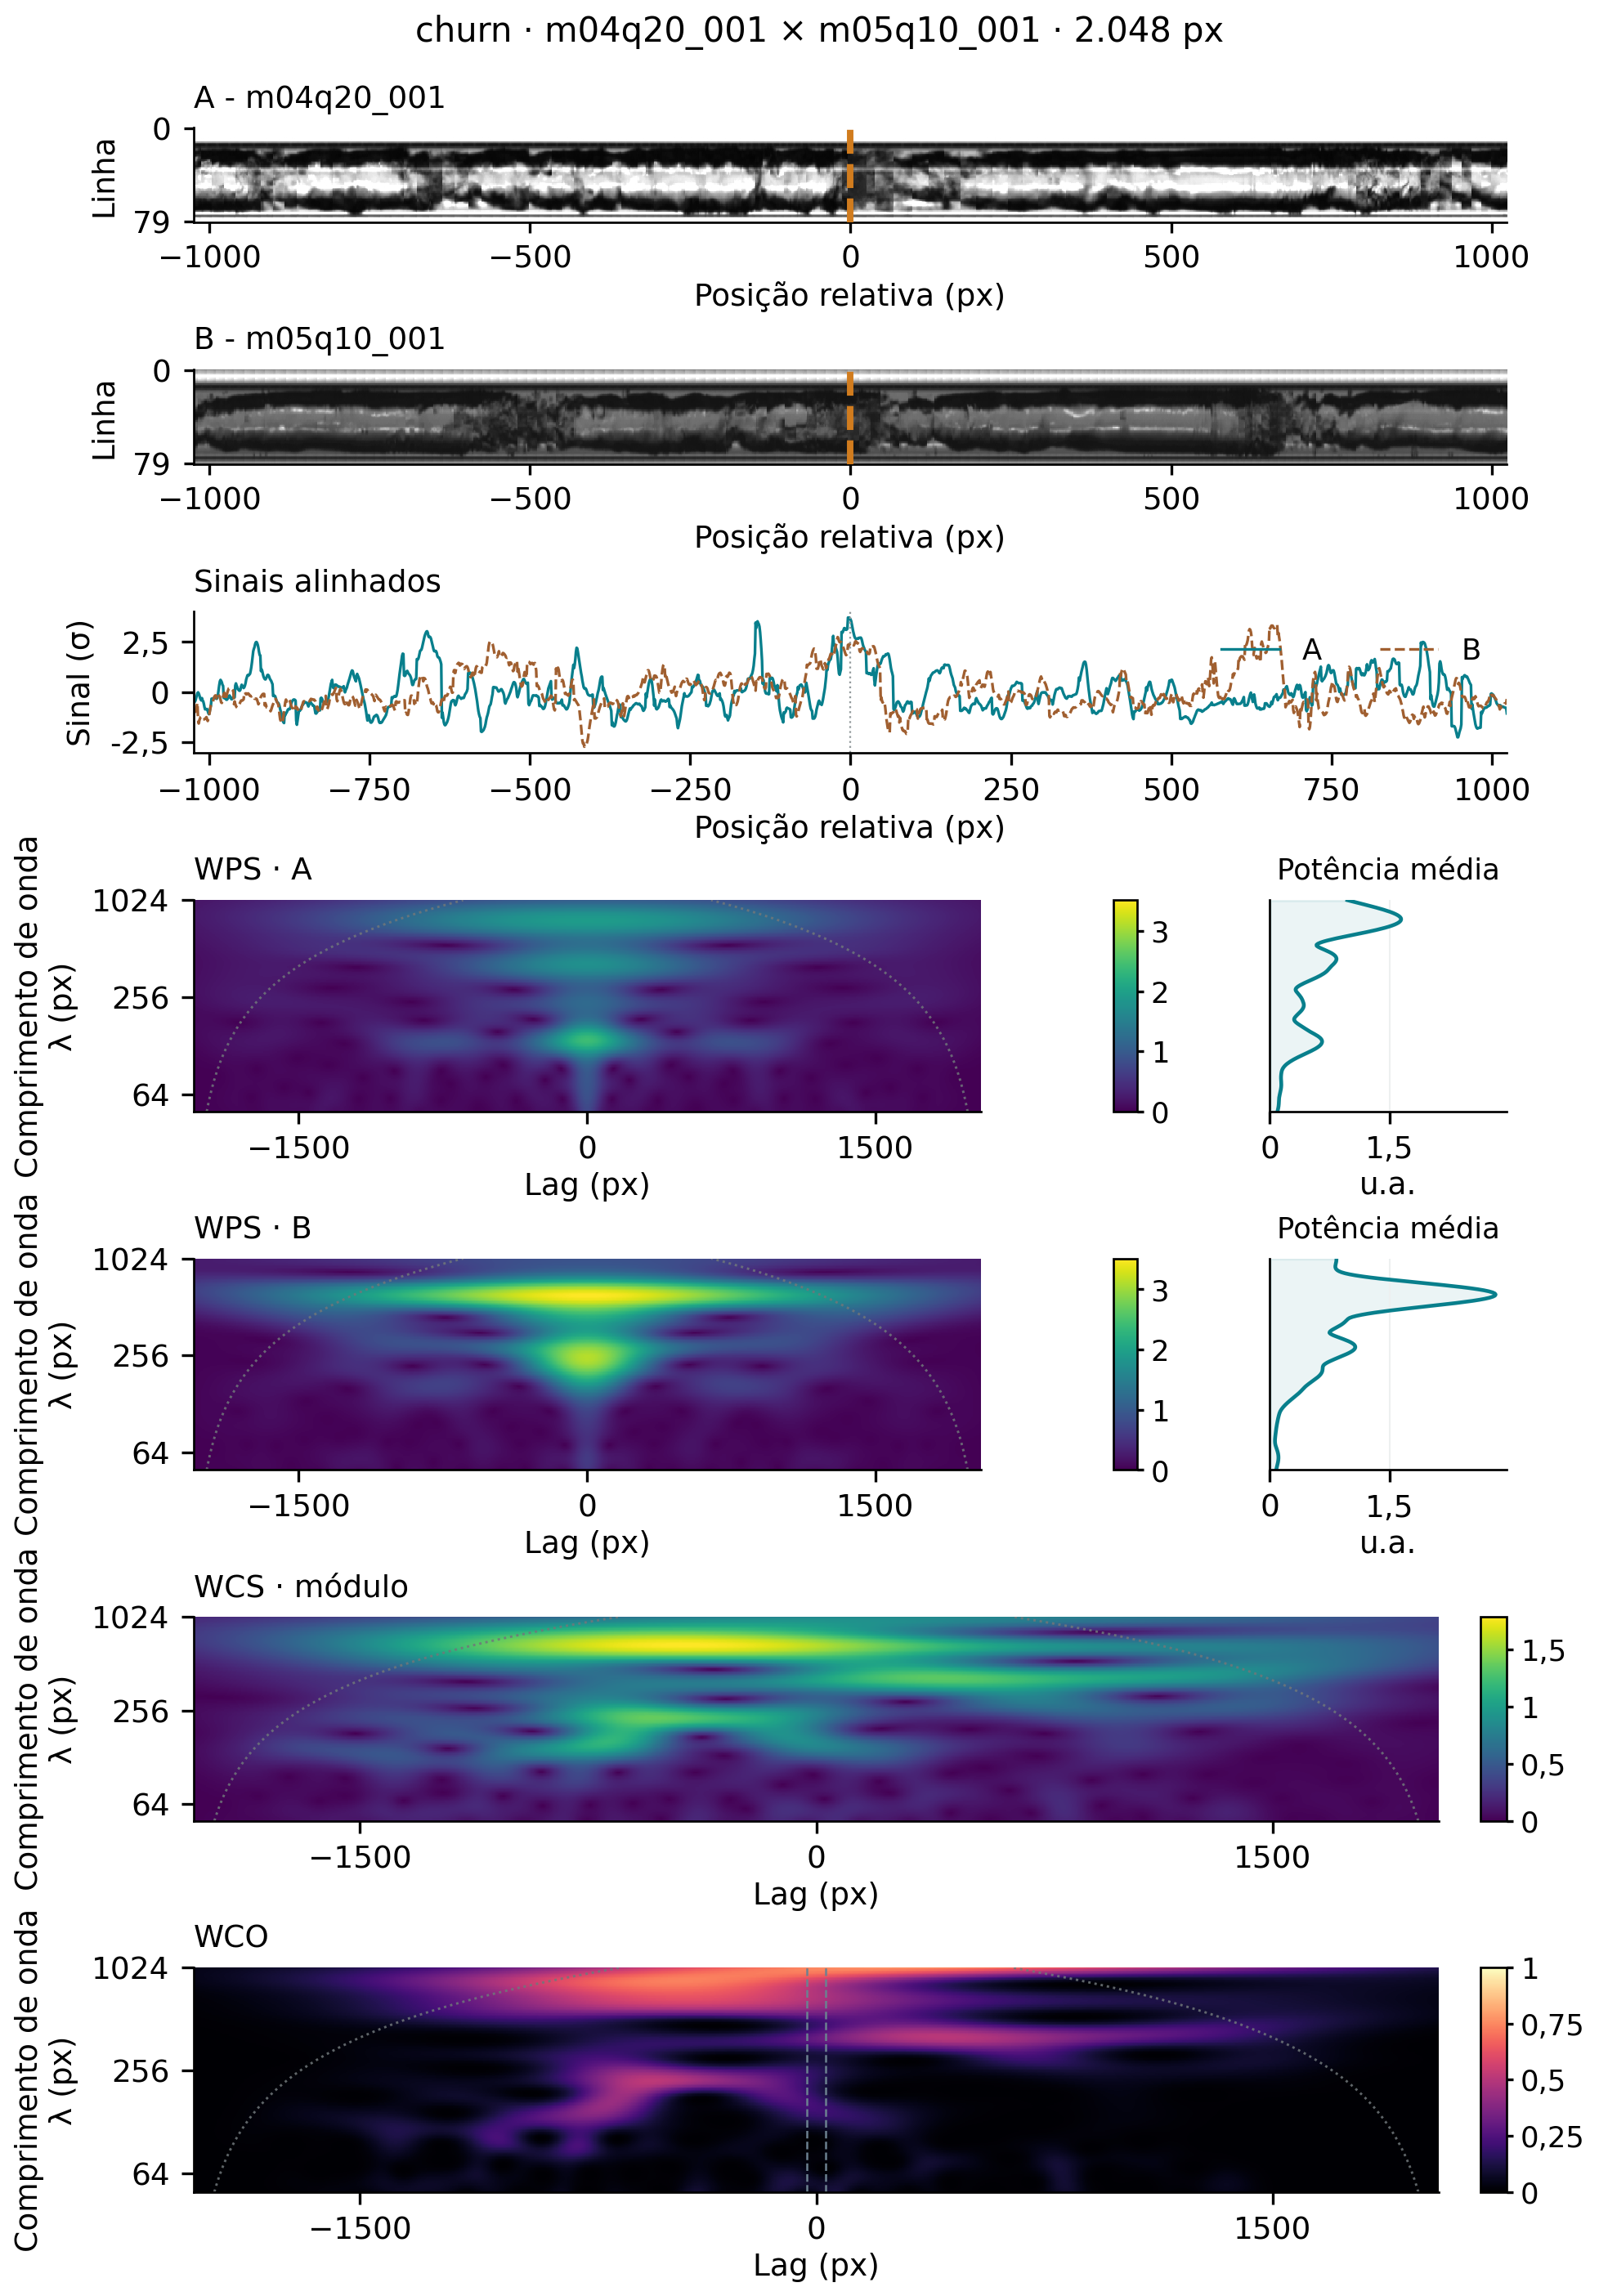 churn · m04q20_001 × m05q10_001 · 2.048 px
A - m04q20_001
Linha
0
79
−1000 −500 0 500 1000
Posição relativa (px)
B - m05q10_001
Linha
0
79
−1000 −500 0 500 1000
Posição relativa (px)
Sinais alinhados
Sinal (σ)
2,5
0
-2,5
A B
−1000 −750 −500 −250 0 250 500 750 1000
Posição relativa (px)
WPS · A
Comprimento de onda
λ (px)
1024
256
64
−1500 0 1500
Lag (px)
3
2
1
0
Potência média
0 1,5
u.a.
WPS · B
Comprimento de onda
λ (px)
1024
256
64
−1500 0 1500
Lag (px)
3
2
1
0
Potência média
0 1,5
u.a.
WCS · módulo
Comprimento de onda
λ (px)
1024
256
64
−1500 0 1500
Lag (px)
1,5
1
0,5
0
WCO
Comprimento de onda
λ (px)
1024
256
64
−1500 0 1500
Lag (px)
1
0,75
0,5
0,25
0